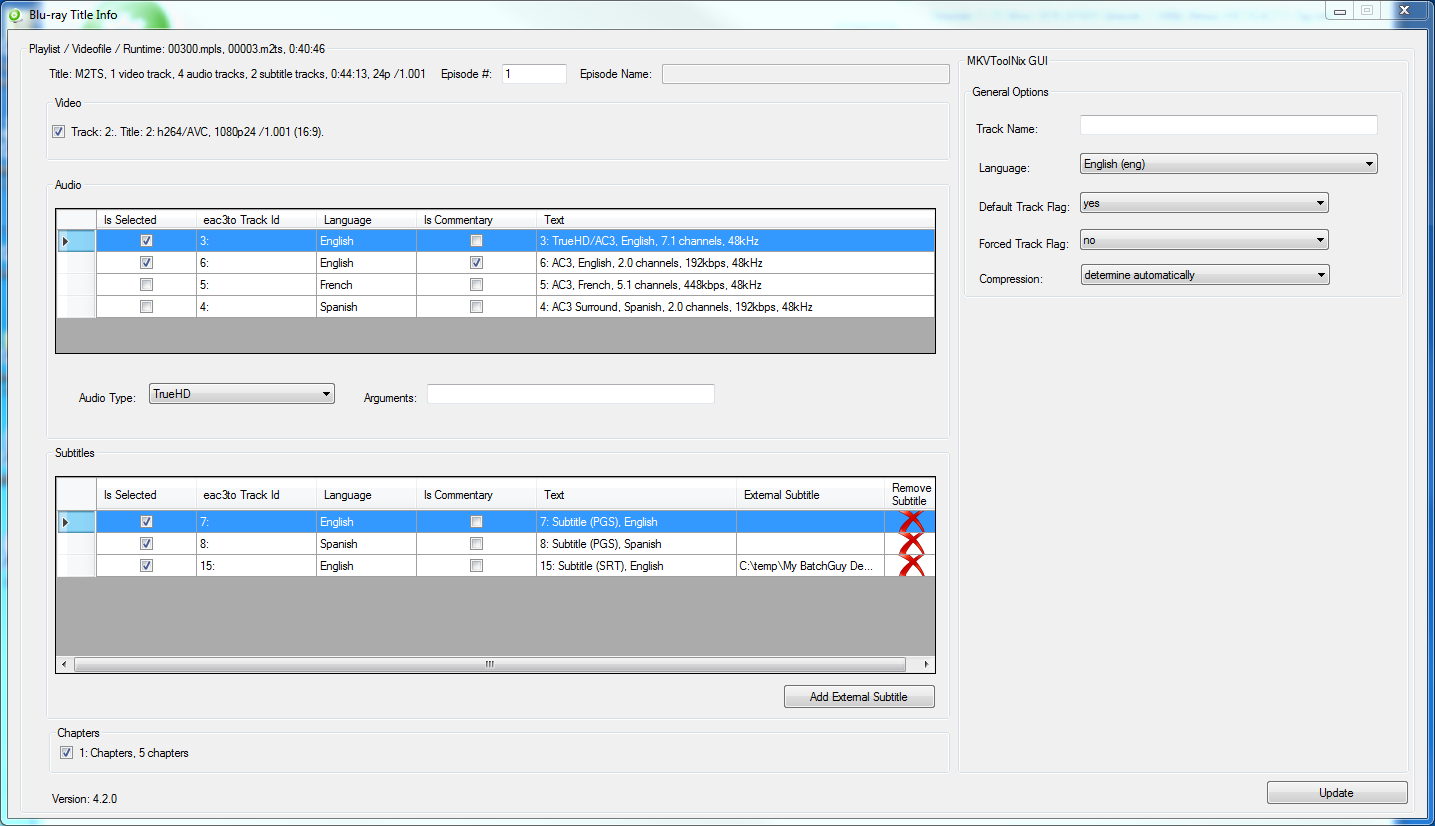 Blu-ray Title Info
Playlist / Videofile / Runtime: 00300.mpls, 00003.m2ts, 0:40:46
Title: M2TS, 1 video track, 4 audio tracks, 2 subtitle tracks, 0:44:13, 24p /1.001 Episode #: 1 Episode Name:
Video
Track: 2:. Title: 2: h264/AVC, 1080p24 /1.001 (16:9).
Audio
Is Selected eac3to Track Id Language Is Commentary Text
3: English 3: TrueHD/AC3, English, 7.1 channels, 48kHz
6: English 6: AC3, English, 2.0 channels, 192kbps, 48kHz
5: French 5: AC3, French, 5.1 channels, 448kbps, 48kHz
4: Spanish 4: AC3 Surround, Spanish, 2.0 channels, 192kbps, 48kHz
Audio Type: TrueHD Arguments:
Subtitles
Is Selected eac3to Track Id Language Is Commentary Text External Subtitle Remove Subtitle
7: English 7: Subtitle (PGS), English
8: Spanish 8: Subtitle (PGS), Spanish
15: English 15: Subtitle (SRT), English C:\temp\My BatchGuy De...
Add External Subtitle
Chapters
1: Chapters, 5 chapters
Version: 4.2.0
MKVToolNix GUI
General Options
Track Name:
Language: English (eng)
Default Track Flag: yes
Forced Track Flag: no
Compression: determine automatically
Update